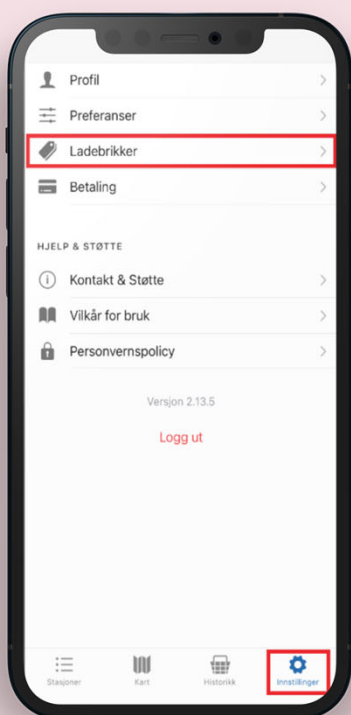 Profil
Preferanser
Ladebrikker
Betaling
HJELP & STØTTE
Kontakt & Støtte
Vilkår for bruk
Personvernspolicy
Versjon 2.13.5
Logg ut
Stasjoner
Kart
Historikk
Innstillinger